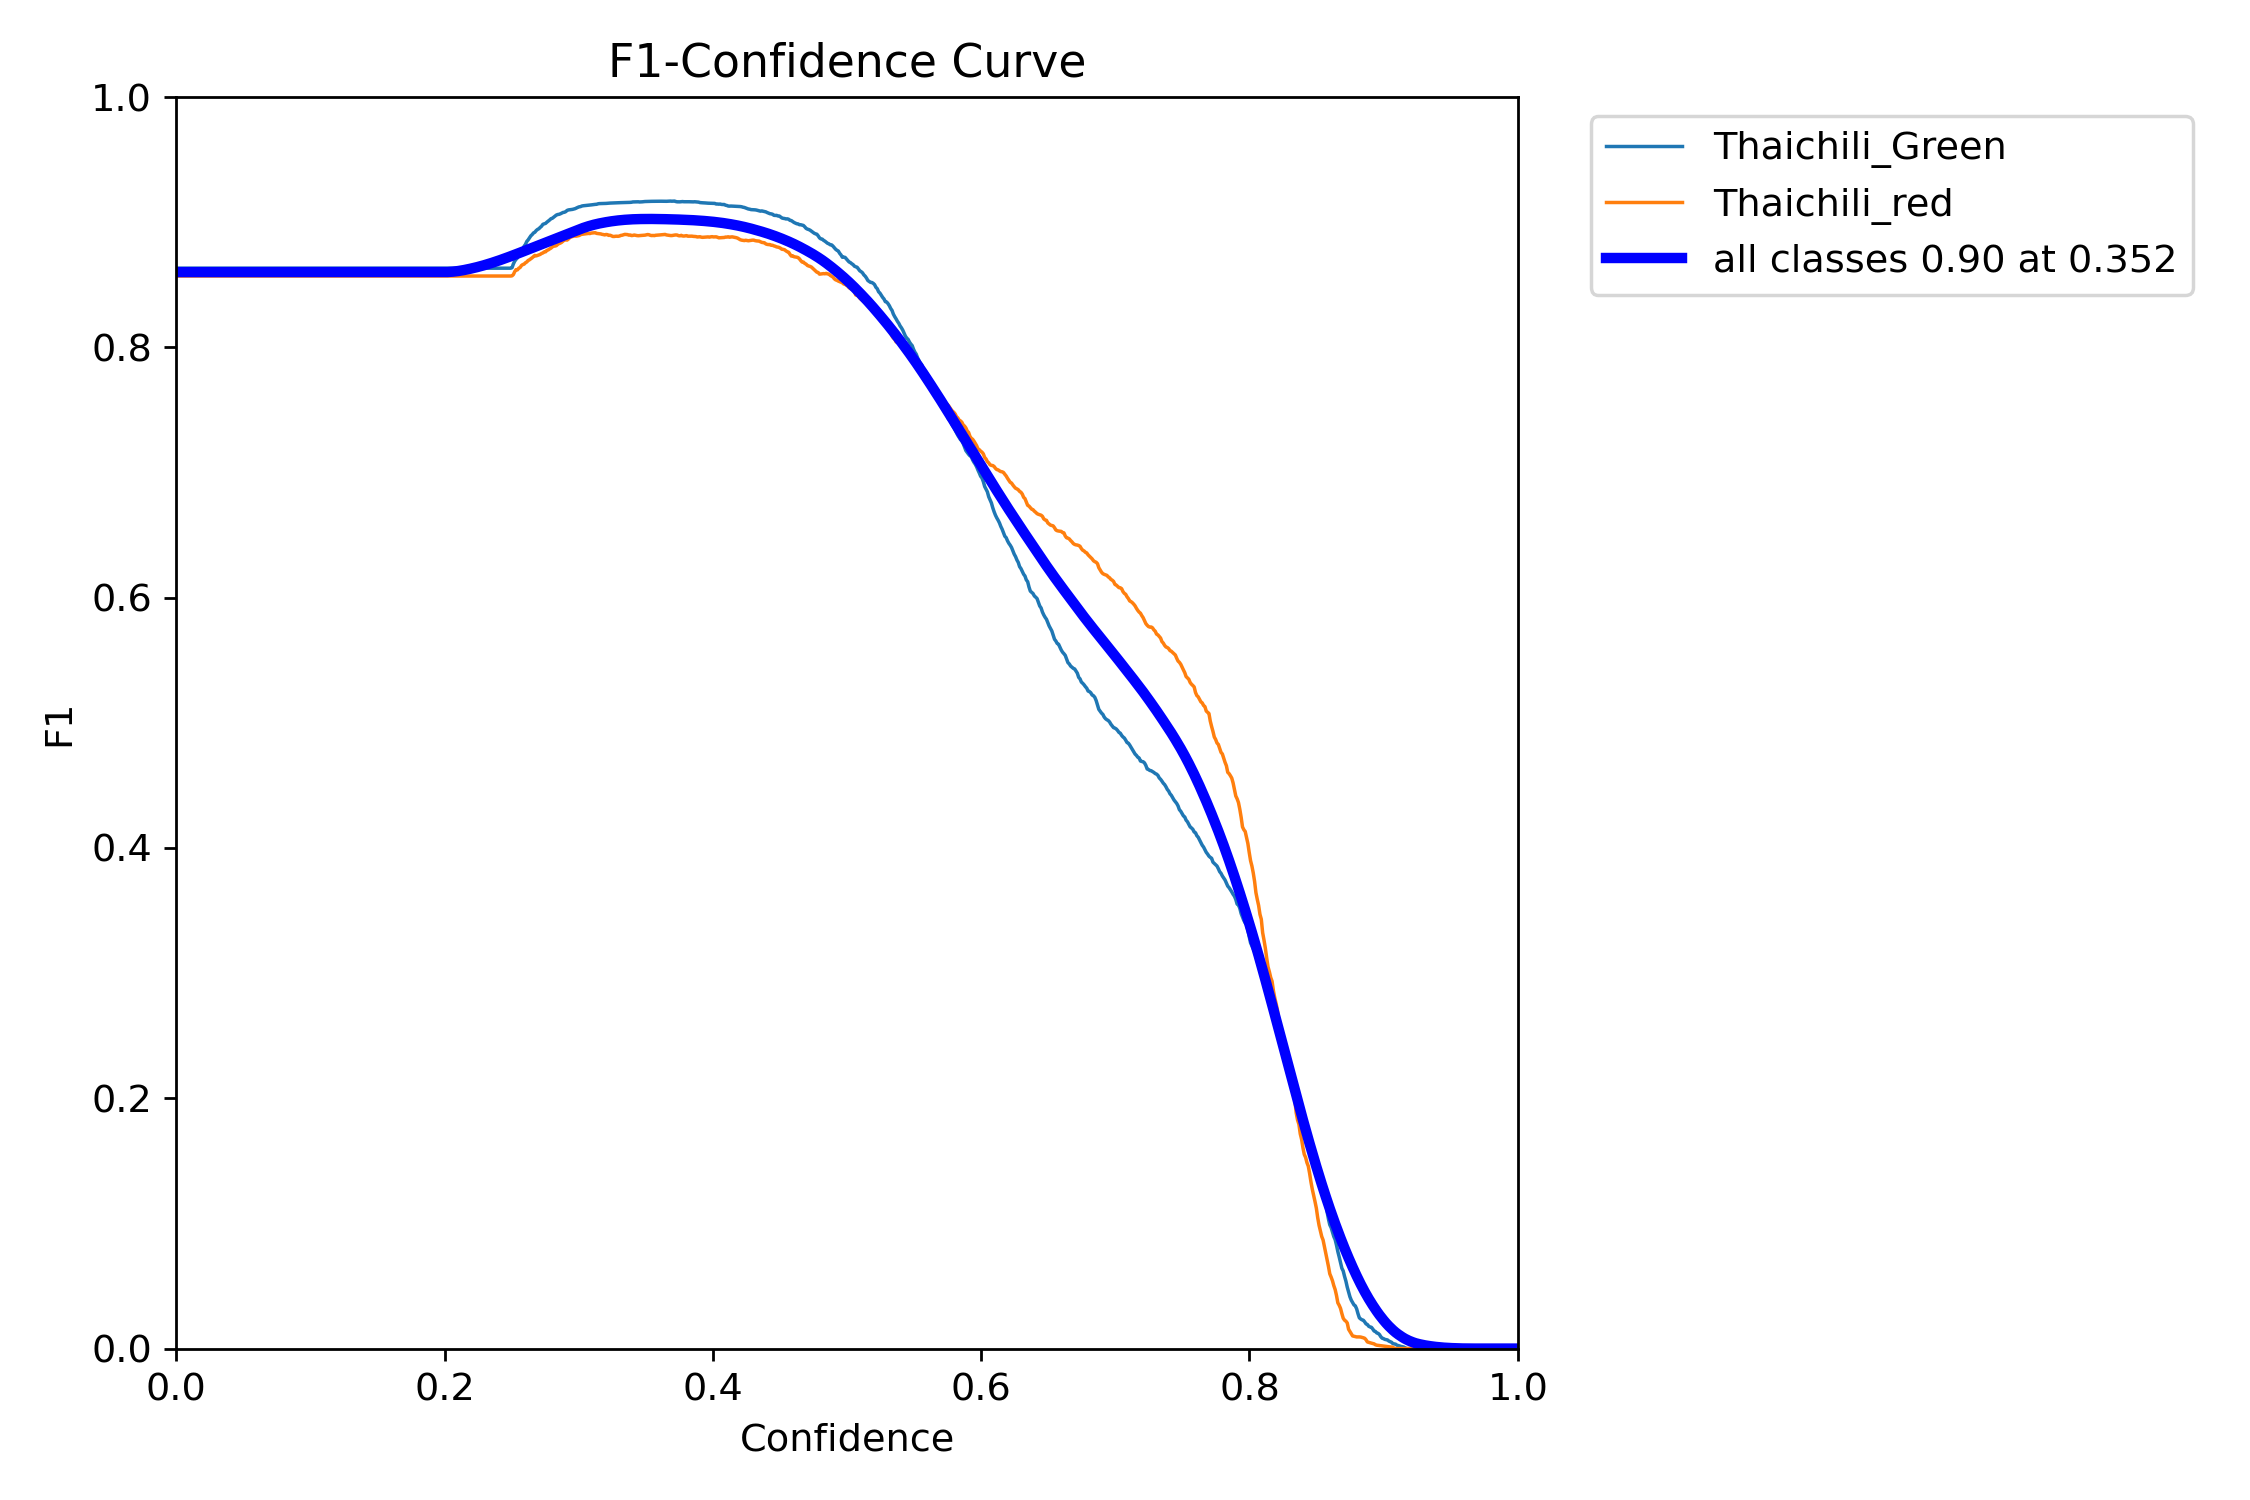 F1-Confidence Curve
1.0
0.8
0.6
0.4
0.2
0.0
F1
0.0 0.2 0.4 0.6 0.8 1.0
Confidence
Thaichili_Green
Thaichili_red
all classes 0.90 at 0.352